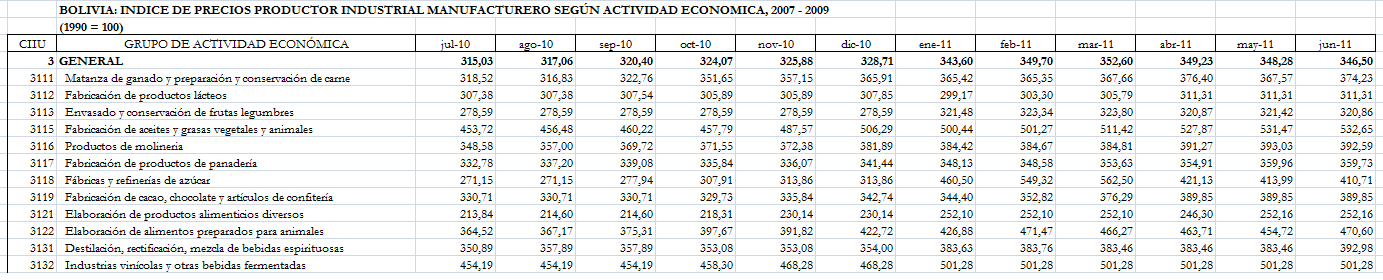 BOLIVIA: INDICE DE PRECIOS PRODUCTOR INDUSTRIAL MANUFACTURERO SEGÚN ACTIVIDAD ECONOMICA, 2007 - 2009
(1990 = 100)
CIIU GRUPO DE ACTIVIDAD ECONÓMICA jul-10 ago-10 sep-10 oct-10 nov-10 dic-10 ene-11 feb-11 mar-11 abr-11 may-11 jun-11
3 GENERAL 315,03 317,06 320,40 324,07 325,88 328,71 343,60 349,70 352,60 349,23 348,28 346,50
3111 Matanza de ganado y preparación y conservación de carne 318,52 316,83 322,76 351,65 357,15 365,91 365,42 365,35 367,66 376,40 367,57 374,23
3112 Fabricación de productos lácteos 307,38 307,38 307,54 305,89 305,89 307,85 299,17 303,30 305,79 311,31 311,31 311,31
3113 Envasado y conservación de frutas legumbres 278,59 278,59 278,59 278,59 278,59 278,59 321,48 323,34 323,80 320,87 321,42 320,86
3115 Fabricación de aceites y grasas vegetales y animales 453,72 456,48 460,22 457,79 487,57 506,29 500,44 501,27 511,42 527,87 531,47 532,65
3116 Productos de molinería 348,58 357,00 369,72 371,55 372,38 381,89 384,42 384,67 384,81 391,27 393,03 392,59
3117 Fabricación de productos de panadería 332,78 337,20 339,08 335,84 336,07 341,44 348,13 348,58 353,63 354,91 359,96 359,73
3118 Fábricas y refinerías de azúcar 271,15 271,15 277,94 307,91 313,86 313,86 460,50 549,32 562,50 421,13 413,99 410,71
3119 Fabricación de cacao, chocolate y artículos de confitería 330,71 330,71 330,71 329,73 335,84 342,74 344,40 352,82 376,29 389,85 389,85 389,85
3121 Elaboración de productos alimenticios diversos 213,84 214,60 214,60 218,31 230,14 230,14 252,10 252,10 252,10 246,30 252,16 252,16
3122 Elaboración de alimentos preparados para animales 364,52 367,17 375,31 397,67 391,82 422,72 426,88 471,47 466,27 463,71 454,72 470,60
3131 Destilación, rectificación, mezcla de bebidas espirituosas 350,89 357,89 357,89 353,08 353,08 354,00 383,63 383,76 383,46 383,46 383,46 392,98
3132 Industrias vinícolas y otras bebidas fermentadas 454,19 454,19 454,19 458,30 468,28 468,28 501,28 501,28 501,28 501,28 501,28 501,28